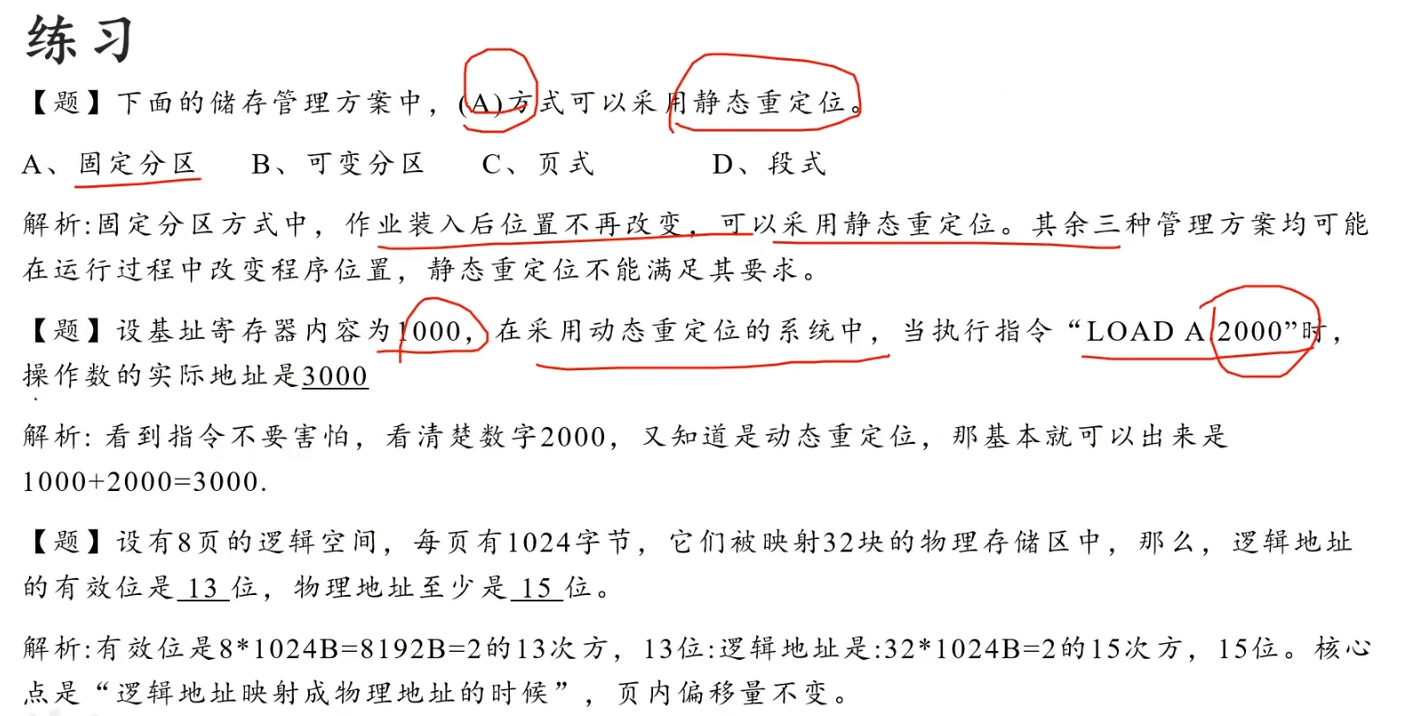 练习
【题】下面的储存管理方案中，(A)方式可以采用静态重定位。
A、固定分区 B、可变分区 C、页式 D、段式
解析:固定分区方式中，作业装入后位置不再改变，可以采用静态重定位。其余三种管理方案均可能
在运行过程中改变程序位置，静态重定位不能满足其要求。
【题】设基址寄存器内容为1000，在采用动态重定位的系统中，当执行指令“LOAD A 2000”时，
操作数的实际地址是3000
解析: 看到指令不要害怕，看清楚数字2000，又知道是动态重定位，那基本就可以出来是
1000+2000=3000.
【题】设有8页的逻辑空间，每页有1024字节，它们被映射32块的物理存储区中，那么，逻辑地址
的有效位是 13 位，物理地址至少是 15 位。
解析:有效位是8*1024B=8192B=2的13次方，13位:逻辑地址是:32*1024B=2的15次方，15位。核心
点是“逻辑地址映射成物理地址的时候”，页内偏移量不变。